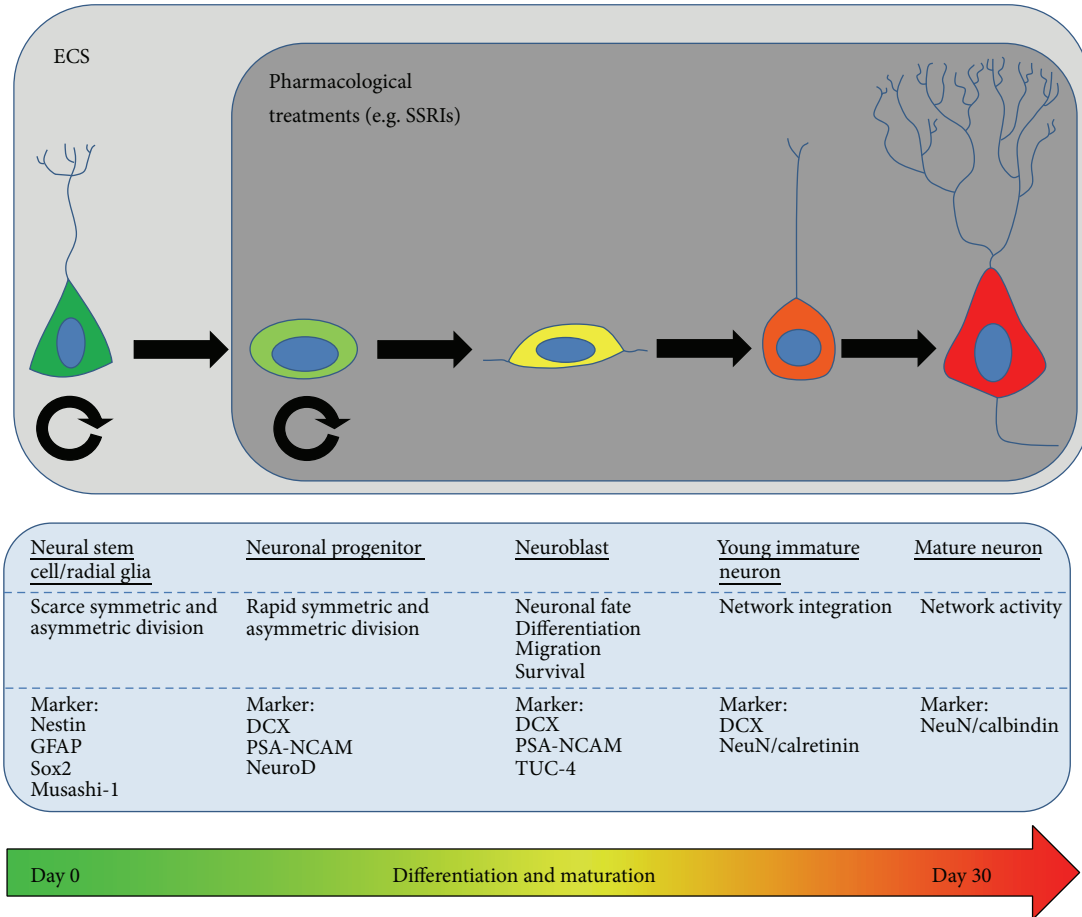 ECS
Pharmacological
treatments (e.g. SSRIs)
Neural stem
cell/radial glia
Scarce symmetric and
asymmetric division
Marker:
Nestin
GFAP
Sox2
Musashi-1
Neuronal progenitor
Rapid symmetric and
asymmetric division
Marker:
DCX
PSA-NCAM
NeuroD
Neuroblast
Neuronal fate
Differentiation
Migration
Survival
Marker:
DCX
PSA-NCAM
TUC-4
Young immature
neuron
Network integration
Marker:
DCX
NeuN/calretinin
Mature neuron
Network activity
Marker:
NeuN/calbindin
Day 0
Differentiation and maturation
Day 30